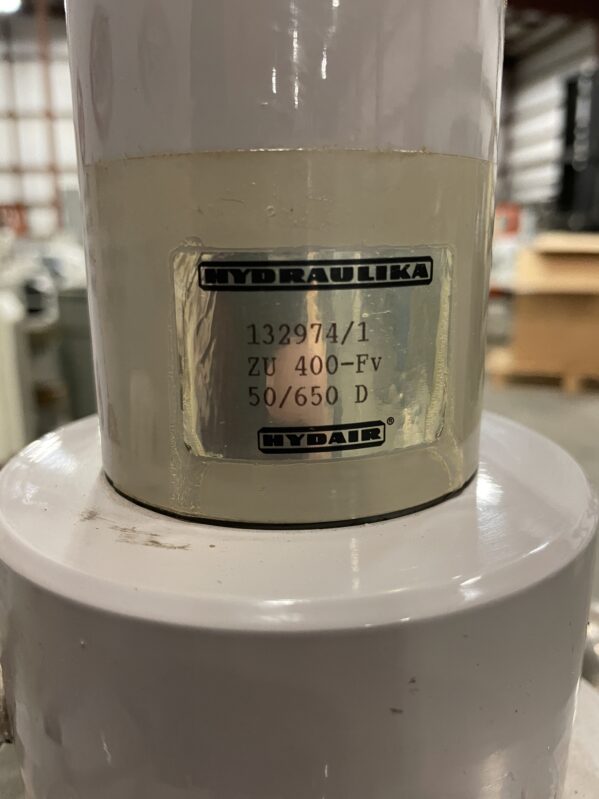 HYDRAULIKA
132974/1
ZU 400-Fv
50/650 D
HYDAIR®